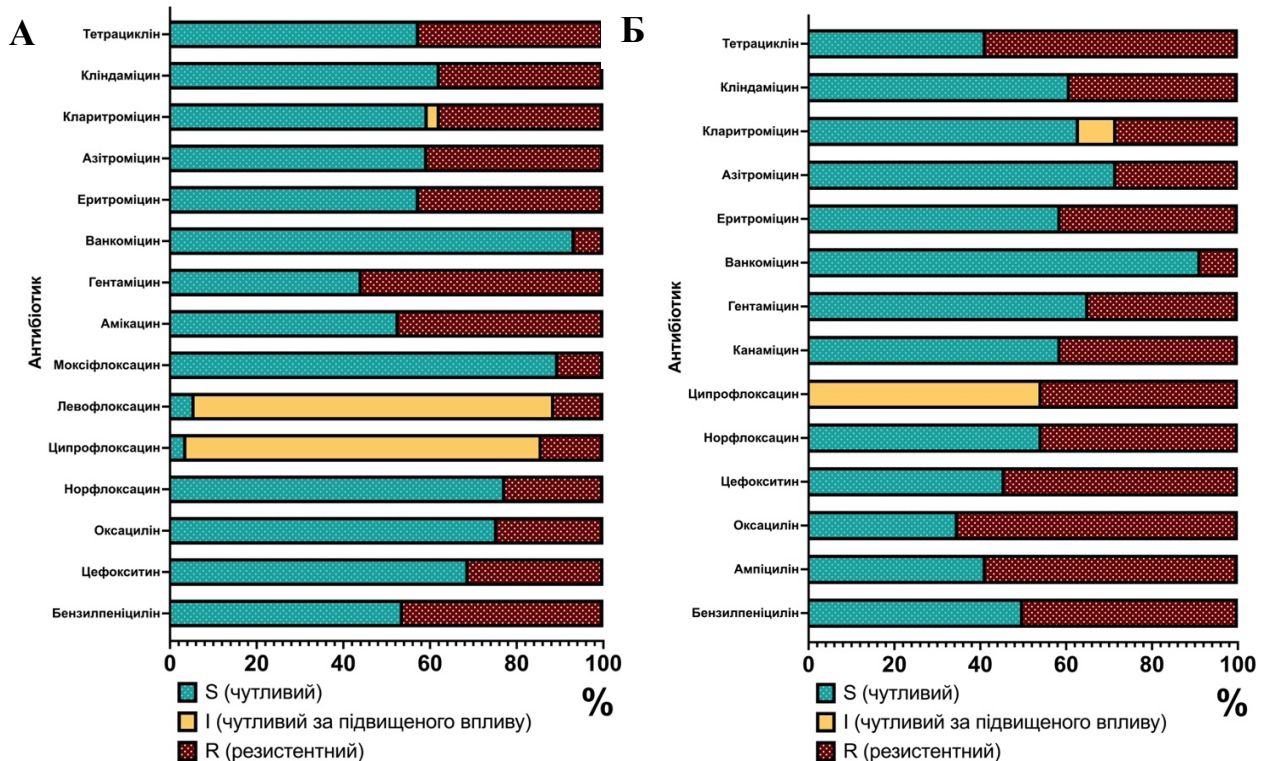 А
Антибіотик
Тетрациклін
Кліндаміцин
Кларитроміцин
Азітроміцин
Еритроміцин
Ванкоміцин
Гентаміцин
Амікацин
Моксіфлоксацин
Левофлоксацин
Ципрофлоксацин
Норфлоксацин
Оксацилін
Цефокситин
Бензилпеніцилін
0 20 40 60 80 100
%
S (чутливий)
I (чутливий за підвищеного впливу)
R (резистентний)
Б
Антибіотик
Тетрациклін
Кліндаміцин
Кларитроміцин
Азітроміцин
Еритроміцин
Ванкоміцин
Гентаміцин
Канаміцин
Ципрофлоксацин
Норфлоксацин
Цефокситин
Оксацилін
Ампіцилін
Бензилпеніцилін
0 20 40 60 80 100
%
S (чутливий)
I (чутливий за підвищеного впливу)
R (резистентний)